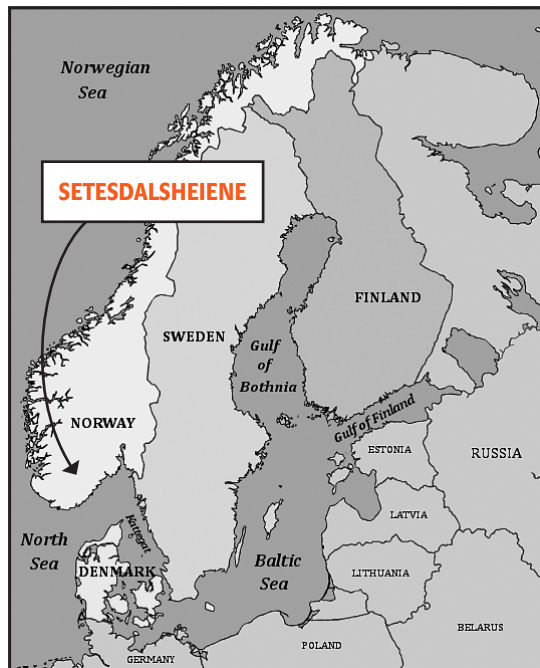 Norwegian
Sea
SETESDALSHEIENE
FINLAND
SWEDEN
Gulf
of
Bothnia
NORWAY
Gulf of Finland
ESTONIA
RUSSIA
LATVIA
North
Sea
Kattegat
Baltic
Sea
DENMARK
LITHUANIA
BELARUS
POLAND
GERMANY